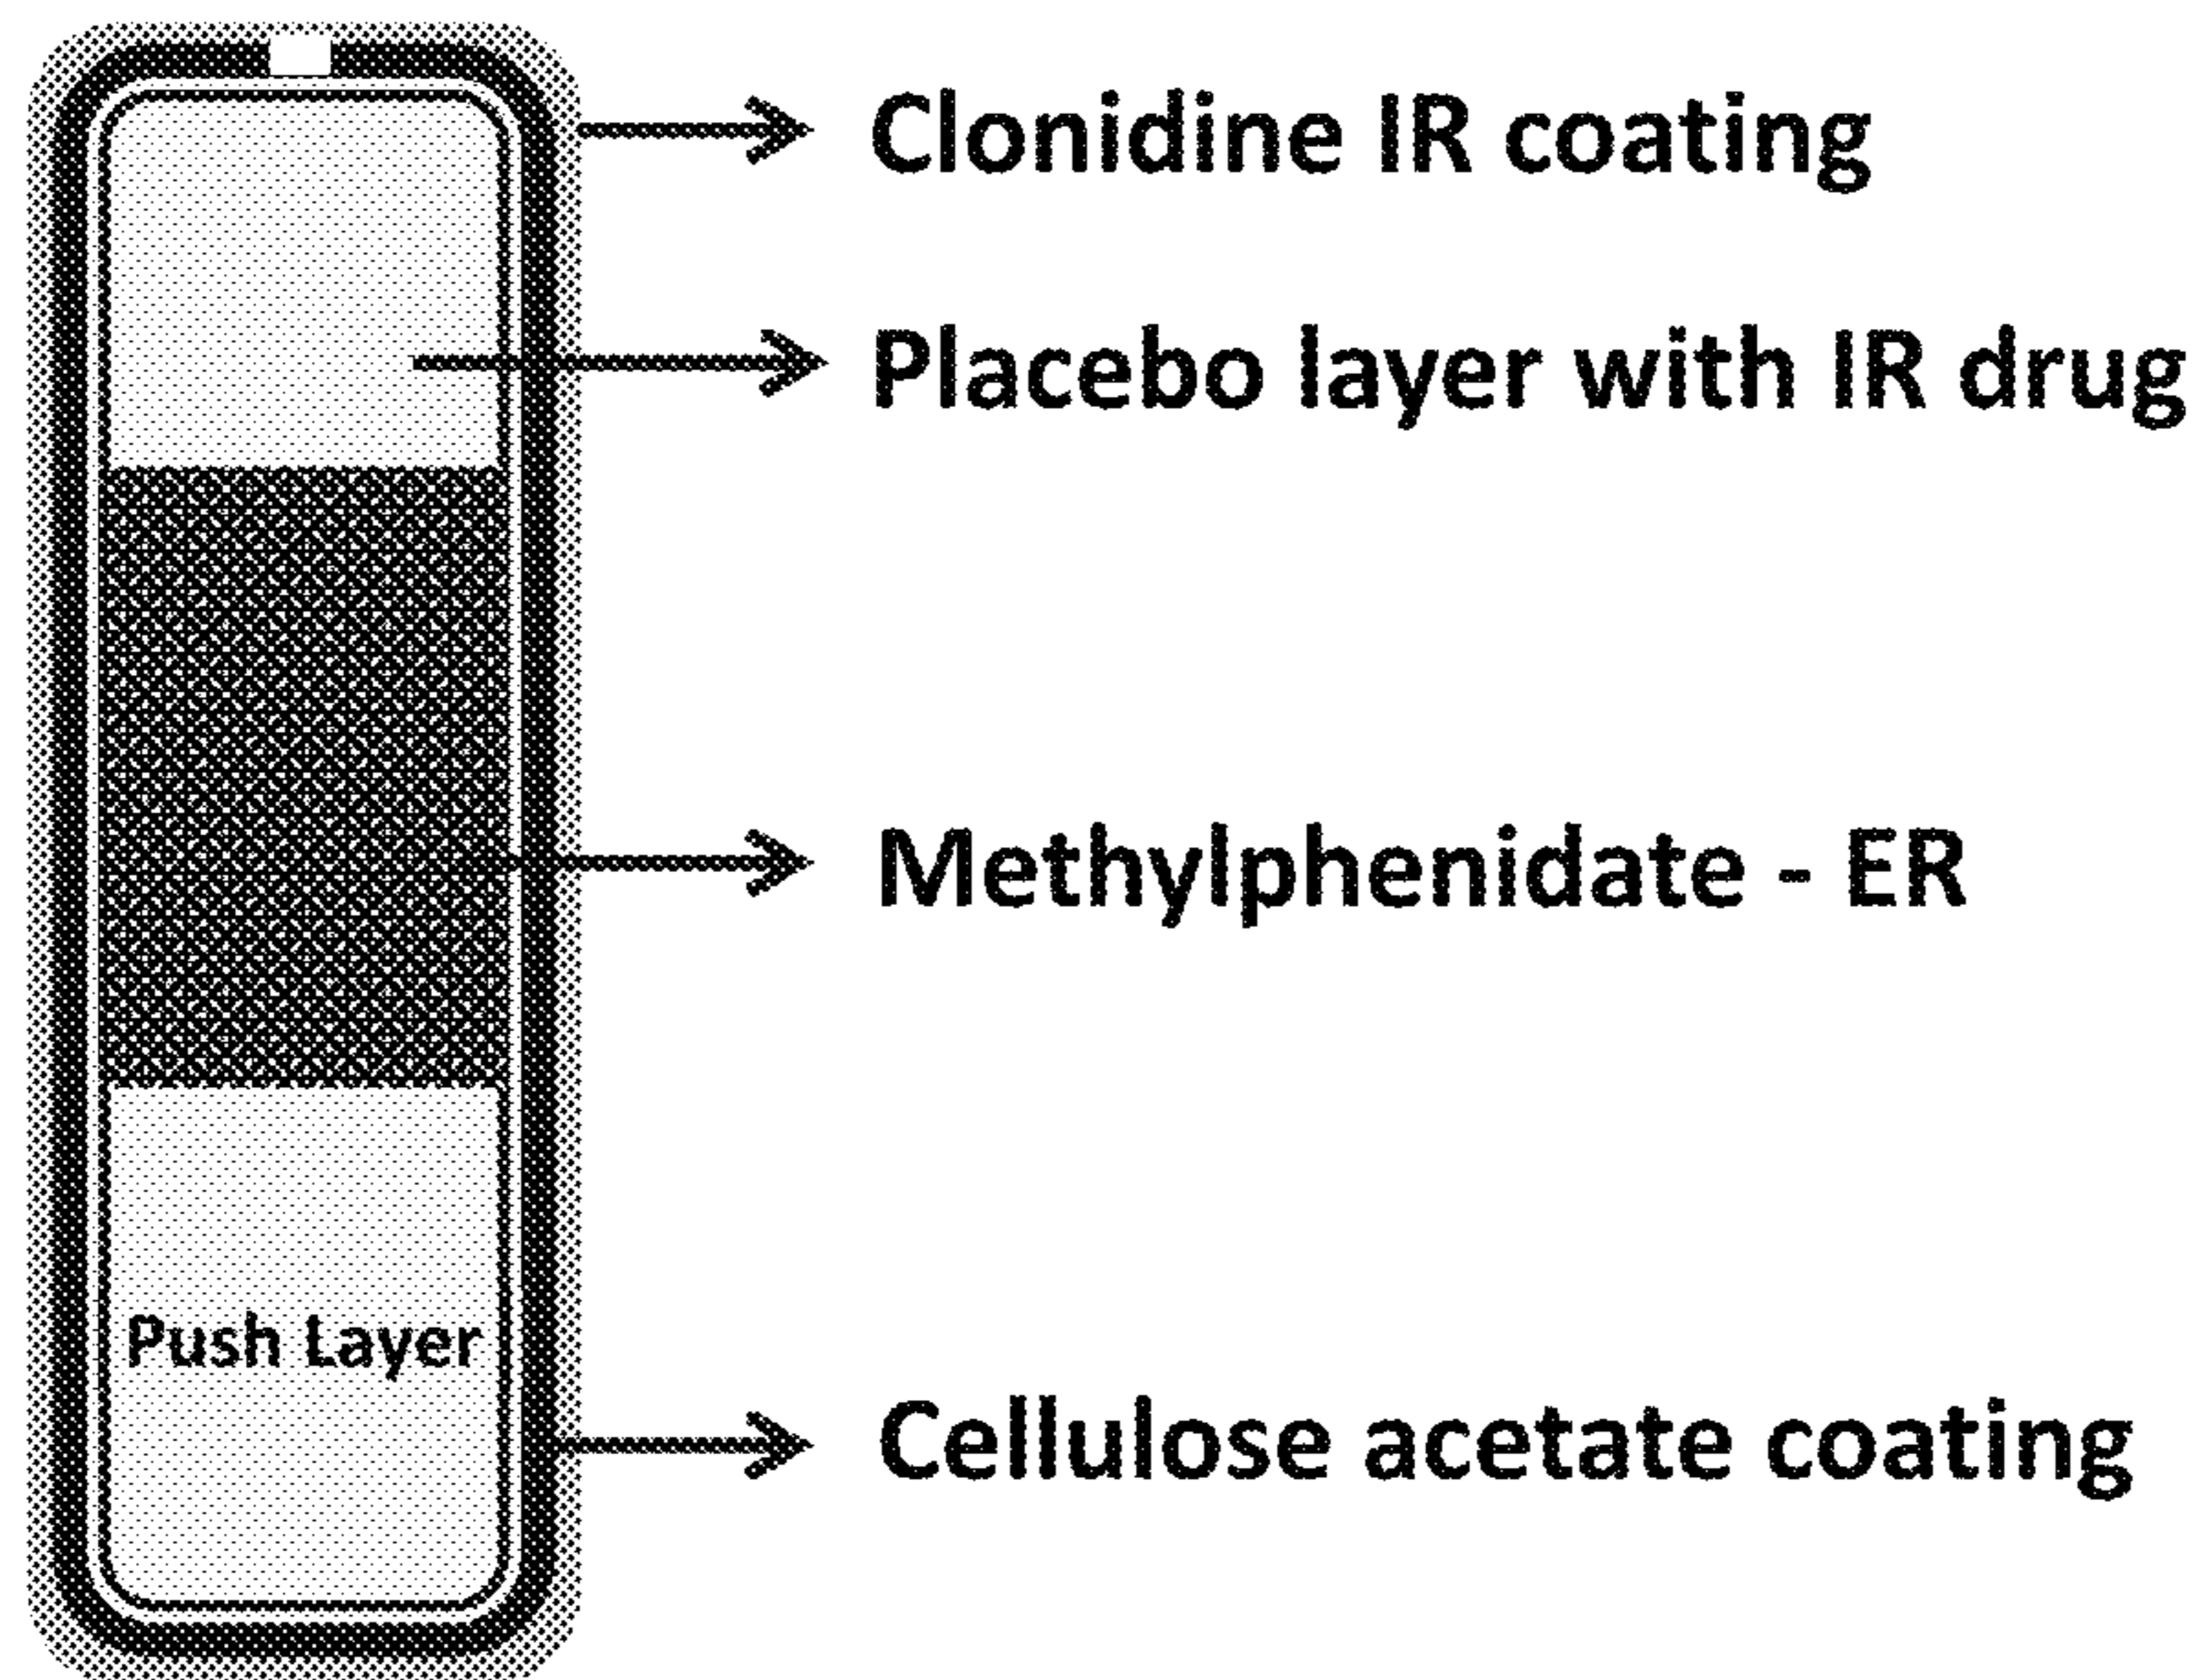 Clonidine IR coating
Placebo layer with IR drug
Methylphenidate - ER
Push Layer
Cellulose acetate coating